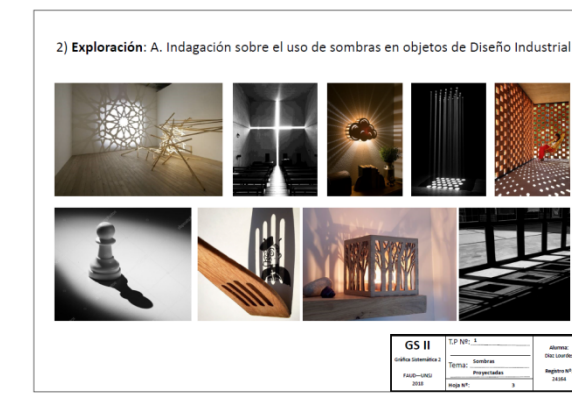 2) Exploración: A. Indagación sobre el uso de sombras en objetos de Diseño Industrial
GS II
Gráfica Sistemática 2
FAUD—UNSJ
2018
T.P Nº: 1
Tema: Sombras
Proyectadas
Hoja Nº: 3
Alumna:
Díaz Lourdes
Registro Nº
24164